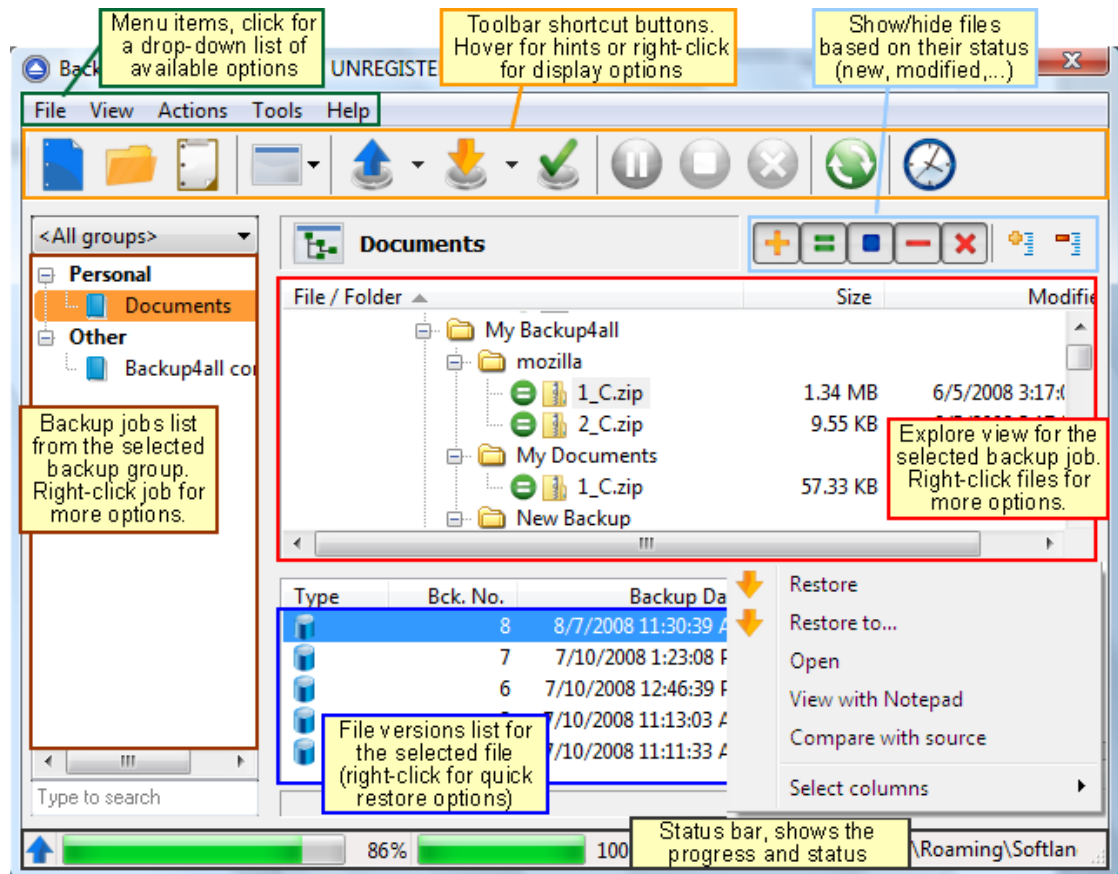 Menu items, click for
a drop-down list of
available options
Toolbar shortcut buttons.
Hover for hints or right-click
for display options
Show/hide files
based on their status
(new, modified,...)
UNREGISTE
File View Actions Tools Help
<All groups>
Personal
Documents
Other
Backup4all
Backup jobs list
from the selected
backup group.
Right-click job for
more options.
Type to search
Documents
File / Folder Size Modifie
My Backup4all
mozilla
1_C.zip 1.34 MB 6/5/2008 3:17:0
2_C.zip 9.55 KB
My Documents
1_C.zip 57.33 KB
New Backup
Explore view for the
selected backup job.
Right-click files for
more options.
Type Bck. No. Backup Da
8 8/7/2008 11:30:39 A
7 7/10/2008 1:23:08 P
6 7/10/2008 12:46:39 P
7/10/2008 11:13:03 A
7/10/2008 11:11:33 A
File versions list for
the selected file
(right-click for quick
restore options)
Restore
Restore to...
Open
View with Notepad
Compare with source
Select columns
86% 100 \Roaming\Softlan
Status bar, shows the
progress and status